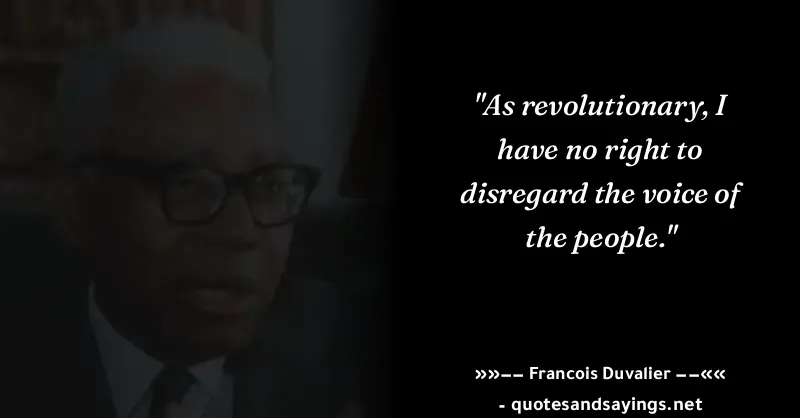 "As revolutionary, I
have no right to
disregard the voice of
the people."
»»−− Francois Duvalier −−««
- quotesandsayings.net